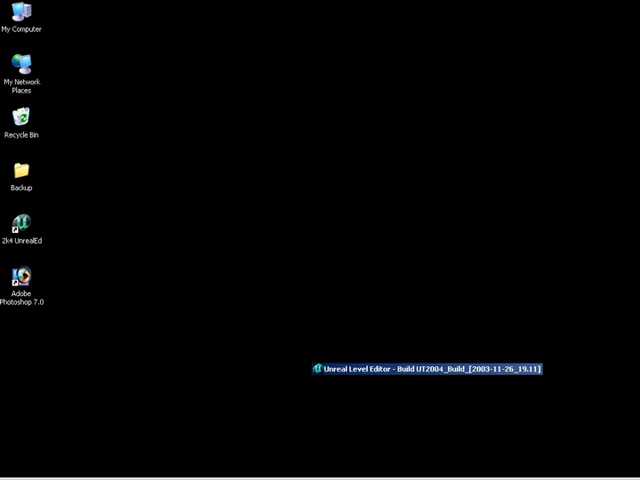 My Computer
My Network
Places
Recycle Bin
Backup
2k4 UnrealEd
Adobe
Photoshop 7.0
Unreal Level Editor - Build UT2004_Build_[2003-11-26_19.11]